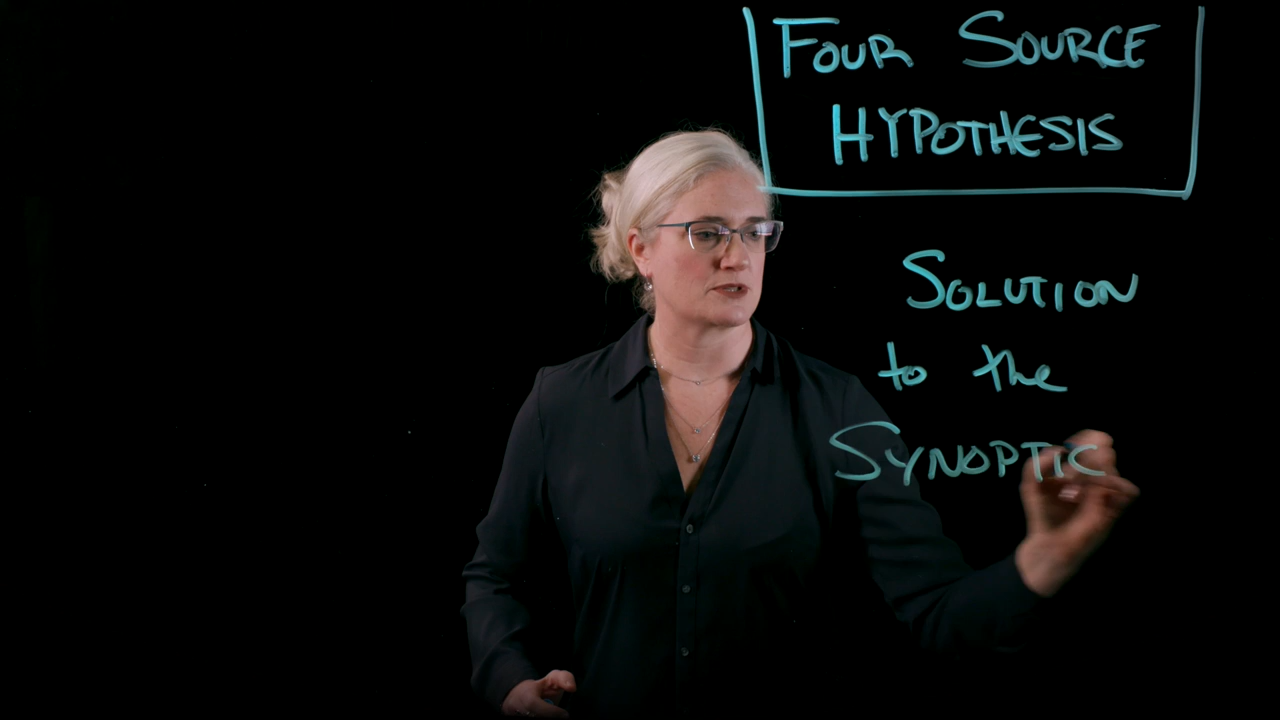 FOUR SOURCE
HYPOTHESIS
SOLUTION
to the
SYNOPTIC